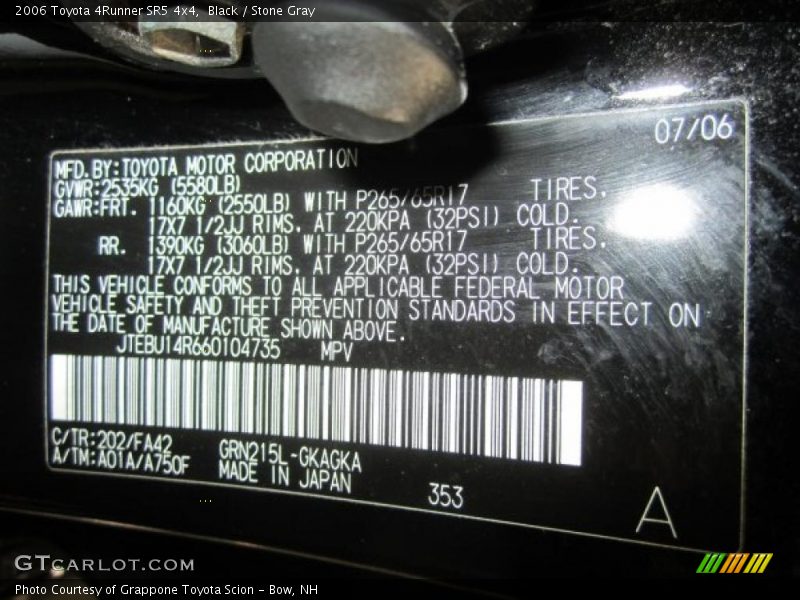 2006 Toyota 4Runner SR5 4x4,  Black / Stone Gray
07/06
MFD.BY:TOYOTA MOTOR CORPORATION
GVWR:2535KG (5580LB)
GAWR:FRT. 1160KG (2550LB) WITH P265/65R17 TIRES.
17X7 1/2JJ RIMS. AT 220KPA (32PSI) COLD.
RR. 1390KG (3060LB) WITH P265/65R17 TIRES.
17X7 1/2JJ RIMS. AT 220KPA (32PSI) COLD.
THIS VEHICLE CONFORMS TO ALL APPLICABLE FEDERAL MOTOR
VEHICLE SAFETY AND THEFT PREVENTION STANDARDS IN EFFECT ON
THE DATE OF MANUFACTURE SHOWN ABOVE.
JTEBU14R660104735 MPV
C/TR:202/FA42
A/TM:A01A/A750F
GRN215L-GKAGKA
MADE IN JAPAN
353
A
GTCARLOT.COM
Photo Courtesy of Grappone Toyota Scion - Bow, NH